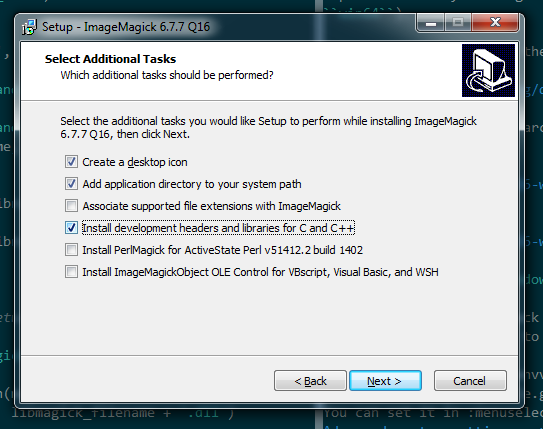 Setup - ImageMagick 6.7.7 Q16
Select Additional Tasks
Which additional tasks should be performed?
Select the additional tasks you would like Setup to perform while installing ImageMagick
6.7.7 Q16, then click Next.
Create a desktop icon
Add application directory to your system path
Associate supported file extensions with ImageMagick
Install development headers and libraries for C and C++
Install PerlMagick for ActiveState Perl v51412.2 build 1402
Install ImageMagickObject OLE Control for VBscript, Visual Basic, and WSH
< Back
Next >
Cancel
libmagick_filename + '.dll')
You can set it in :menuselec